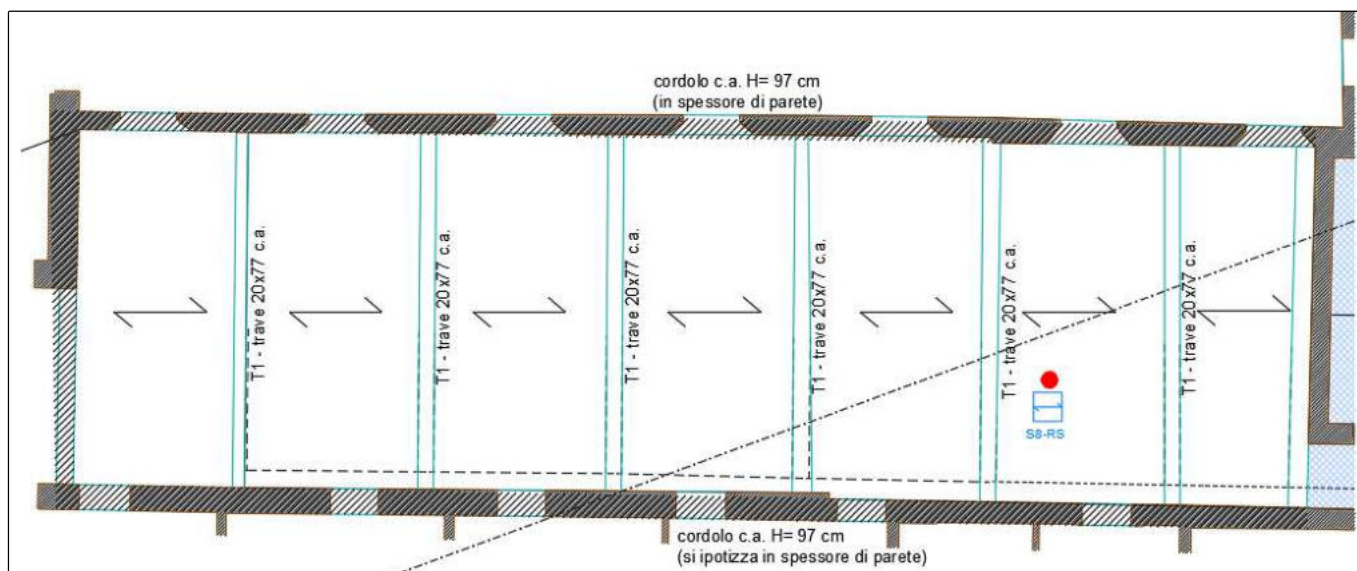 cordolo c.a. H= 97 cm
(in spessore di parete)
T1 - trave 20x77 c.a.
T1 - trave 20x77 c.a.
T1 - trave 20x77 c.a.
T1 - trave 20x77 c.a.
T1 - trave 20x77 c.a.
T1 - trave 20x77 c.a.
S8-RS
cordolo c.a. H= 97 cm
(si ipotizza in spessore di parete)